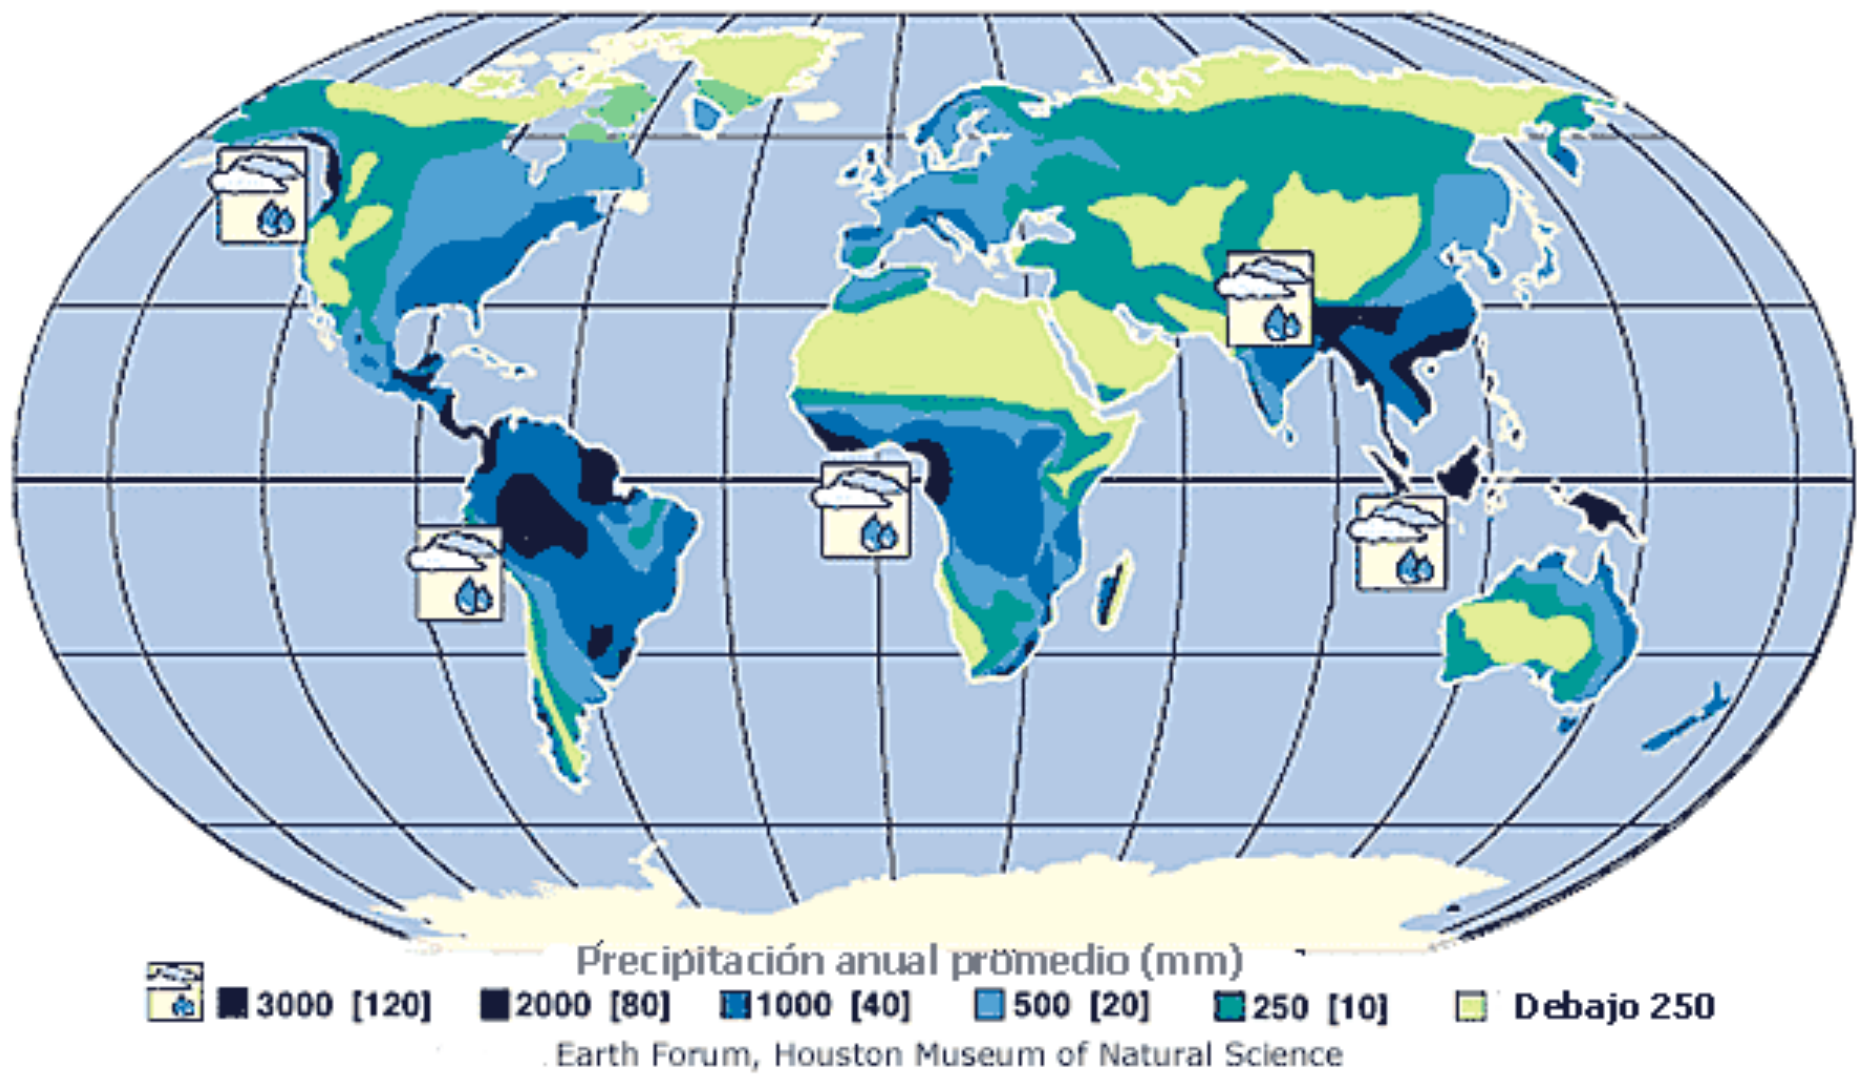 Precipitación anual promedio (mm)
3000 [120] 2000 [80] 1000 [40] 500 [20] 250 [10] Debajo 250
Earth Forum, Houston Museum of Natural Science